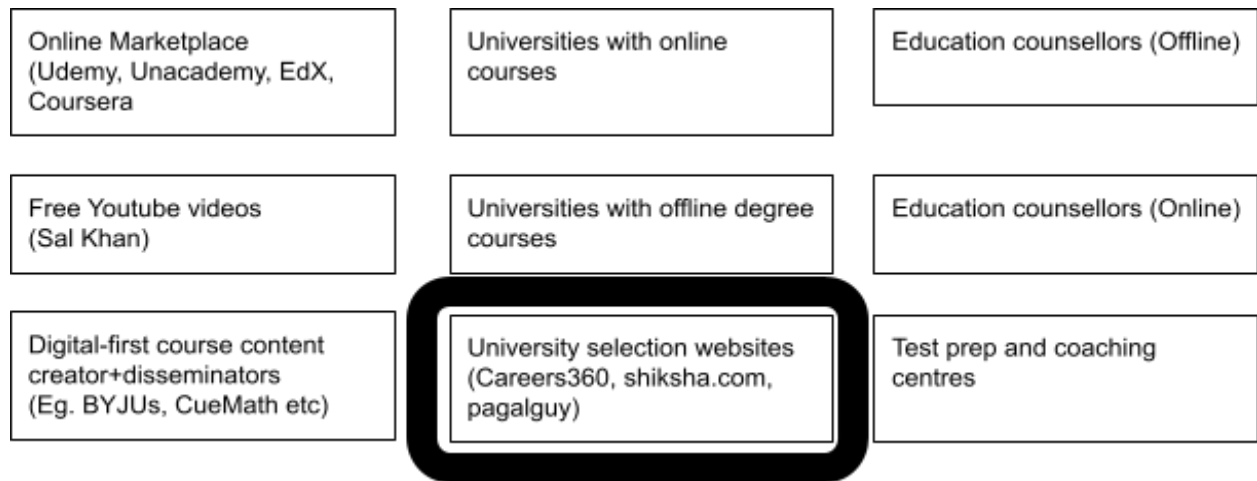 Online Marketplace
(Udemy, Unacademy, EdX,
Coursera
Universities with online
courses
Education counsellors (Offline)
Free Youtube videos
(Sal Khan)
Universities with offline degree
courses
Education counsellors (Online)
Digital-first course content
creator+disseminators
(Eg. BYJUs, CueMath etc)
University selection websites
(Careers360, shiksha.com,
pagalguy)
Test prep and coaching
centres